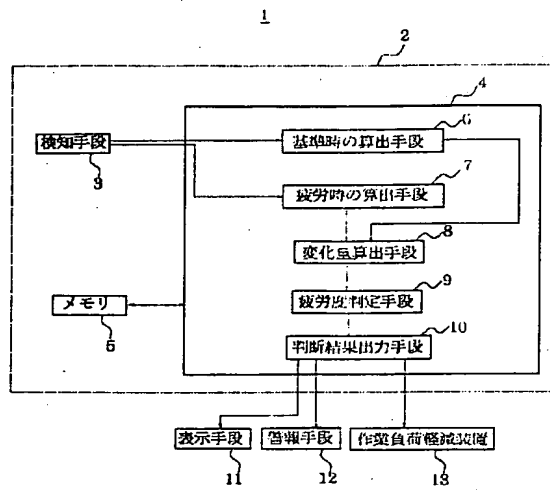 1
2
4
検知手段
3
基準時の算出手段
6
疲労時の算出手段
7
変化量算出手段
8
疲労度判定手段
9
メモリ
5
判断結果出力手段
10
表示手段
11
警報手段
12
作業負荷軽減装置
13